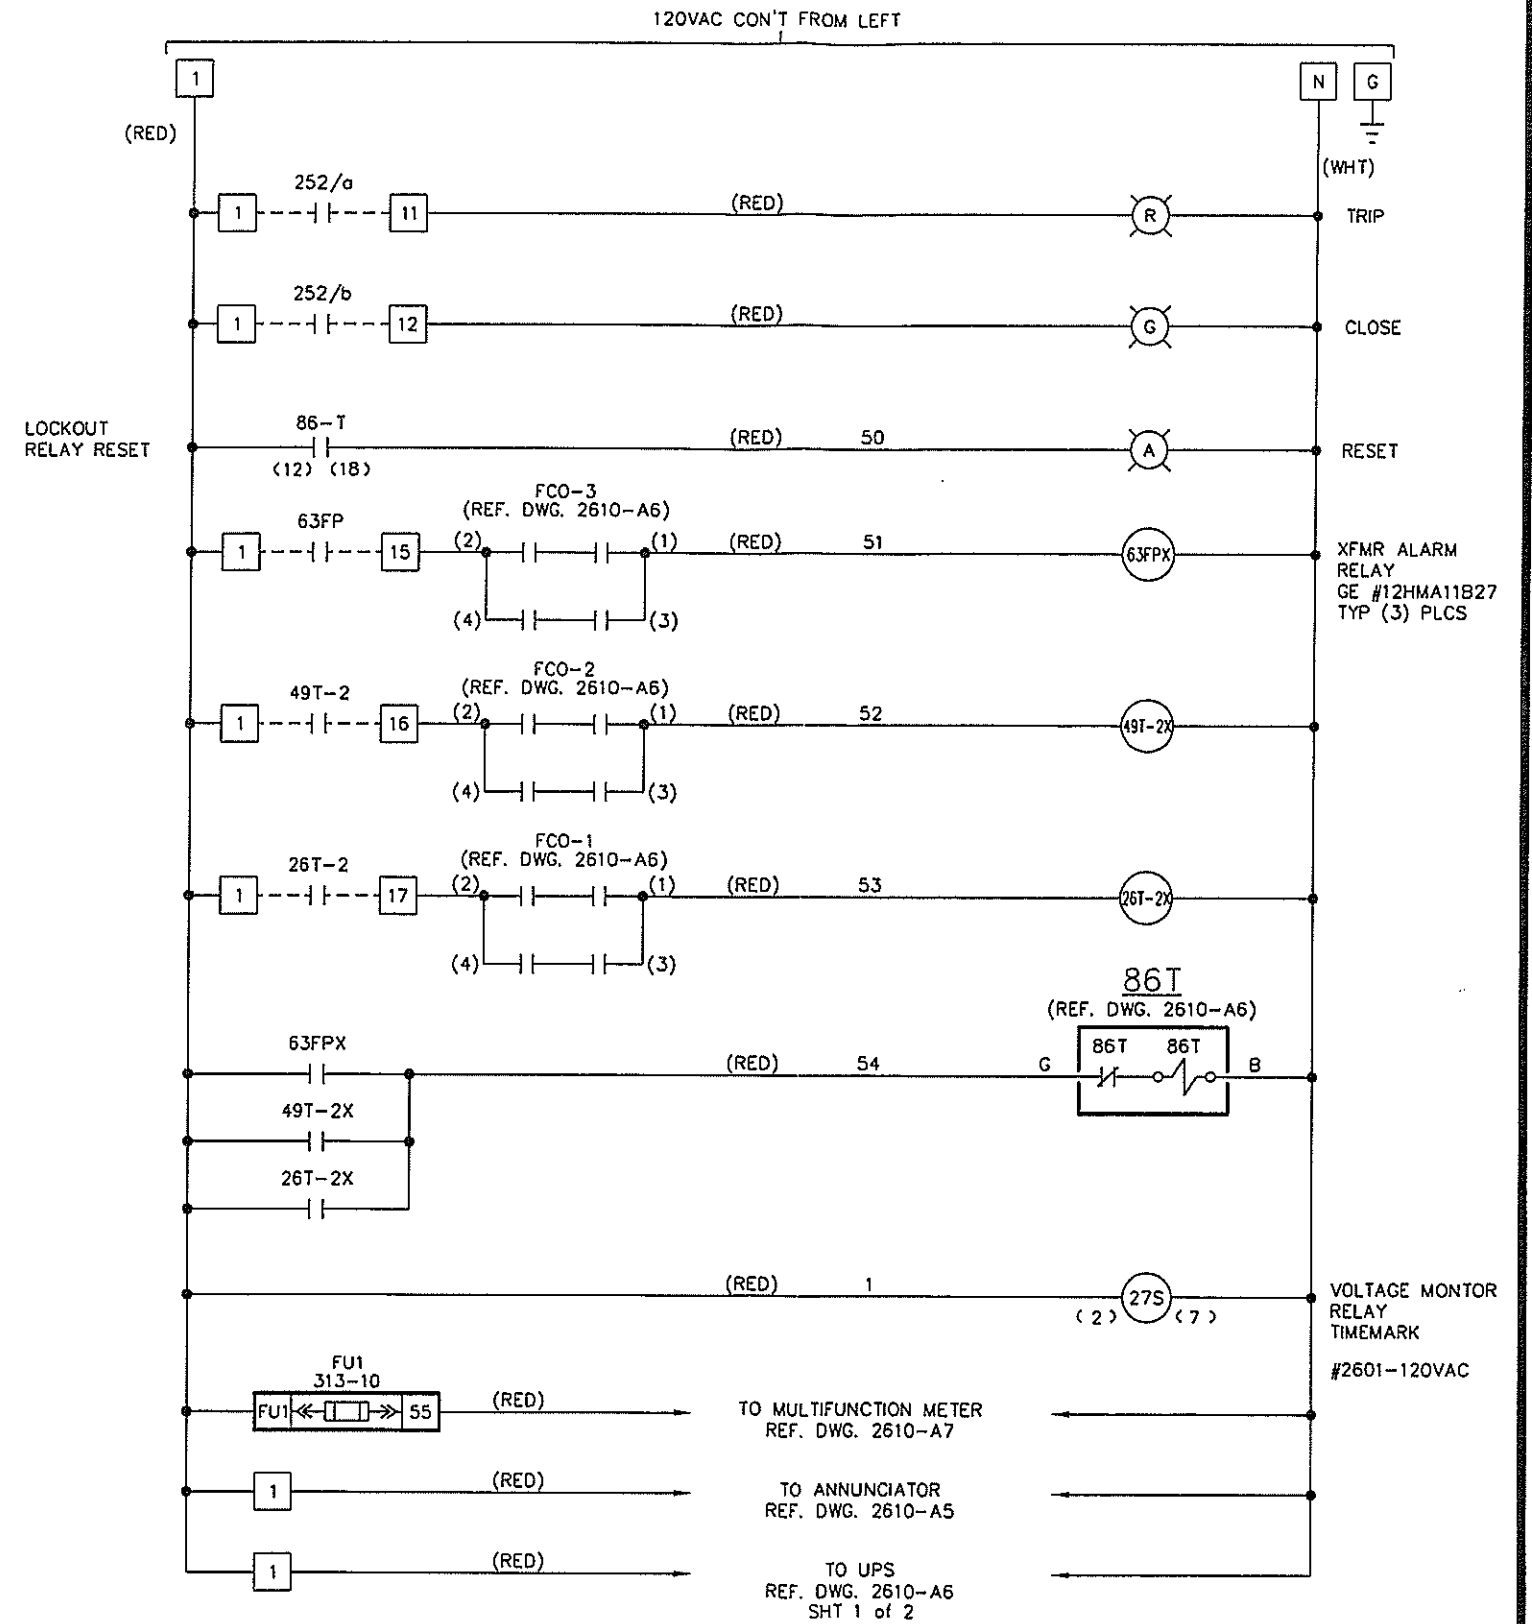 120VAC CON'T FROM LEFT
1
N
G
(RED)
(WHT)
252/a
1
11
(RED)
R
TRIP
252/b
1
12
(RED)
G
CLOSE
LOCKOUT
RELAY RESET
86-T
(12) (18)
(RED)
50
A
RESET
FCO-3
(REF. DWG. 2610-A6)
63FP
1
15
(2)
(1)
(RED)
51
63FPX
(4)
(3)
XFMR ALARM
RELAY
GE #12HMA11B27
TYP (3) PLCS
FCO-2
(REF. DWG. 2610-A6)
49T-2
1
16
(2)
(1)
(RED)
52
49T-2X
(4)
(3)
FCO-1
(REF. DWG. 2610-A6)
26T-2
1
17
(2)
(1)
(RED)
53
26T-2X
(4)
(3)
86T
(REF. DWG. 2610-A6)
63FPX
(RED)
54
G
86T
86T
B
49T-2X
26T-2X
(RED)
1
27S
(2)
(7)
VOLTAGE MONTOR
RELAY
TIMEMARK
#2601-120VAC
FU1
313-10
FU1
55
(RED)
TO MULTIFUNCTION METER
REF. DWG. 2610-A7
1
(RED)
TO ANNUNCIATOR
REF. DWG. 2610-A5
1
(RED)
TO UPS
REF. DWG. 2610-A6
SHT 1 of 2